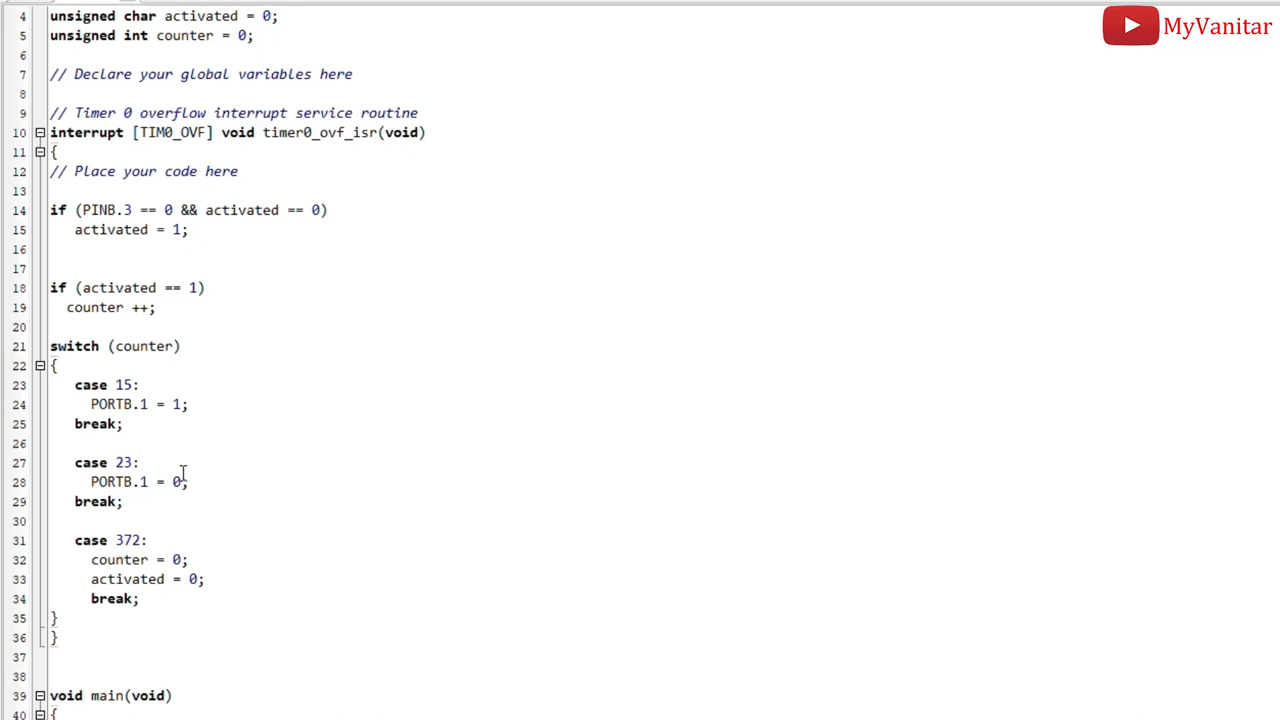 MyVanitar
4 unsigned char activated = 0;
5 unsigned int counter = 0;
6
7 // Declare your global variables here
8
9 // Timer 0 overflow interrupt service routine
10 interrupt [TIM0_OVF] void timer0_ovf_isr(void)
11 {
12 // Place your code here
13
14 if (PINB.3 == 0 && activated == 0)
15 activated = 1;
16
17
18 if (activated == 1)
19 counter ++;
20
21 switch (counter)
22 {
23 case 15:
24 PORTB.1 = 1;
25 break;
26
27 case 23:
28 PORTB.1 = 0;
29 break;
30
31 case 372:
32 counter = 0;
33 activated = 0;
34 break;
35 }
36 }
37
38
39 void main(void)
40 {